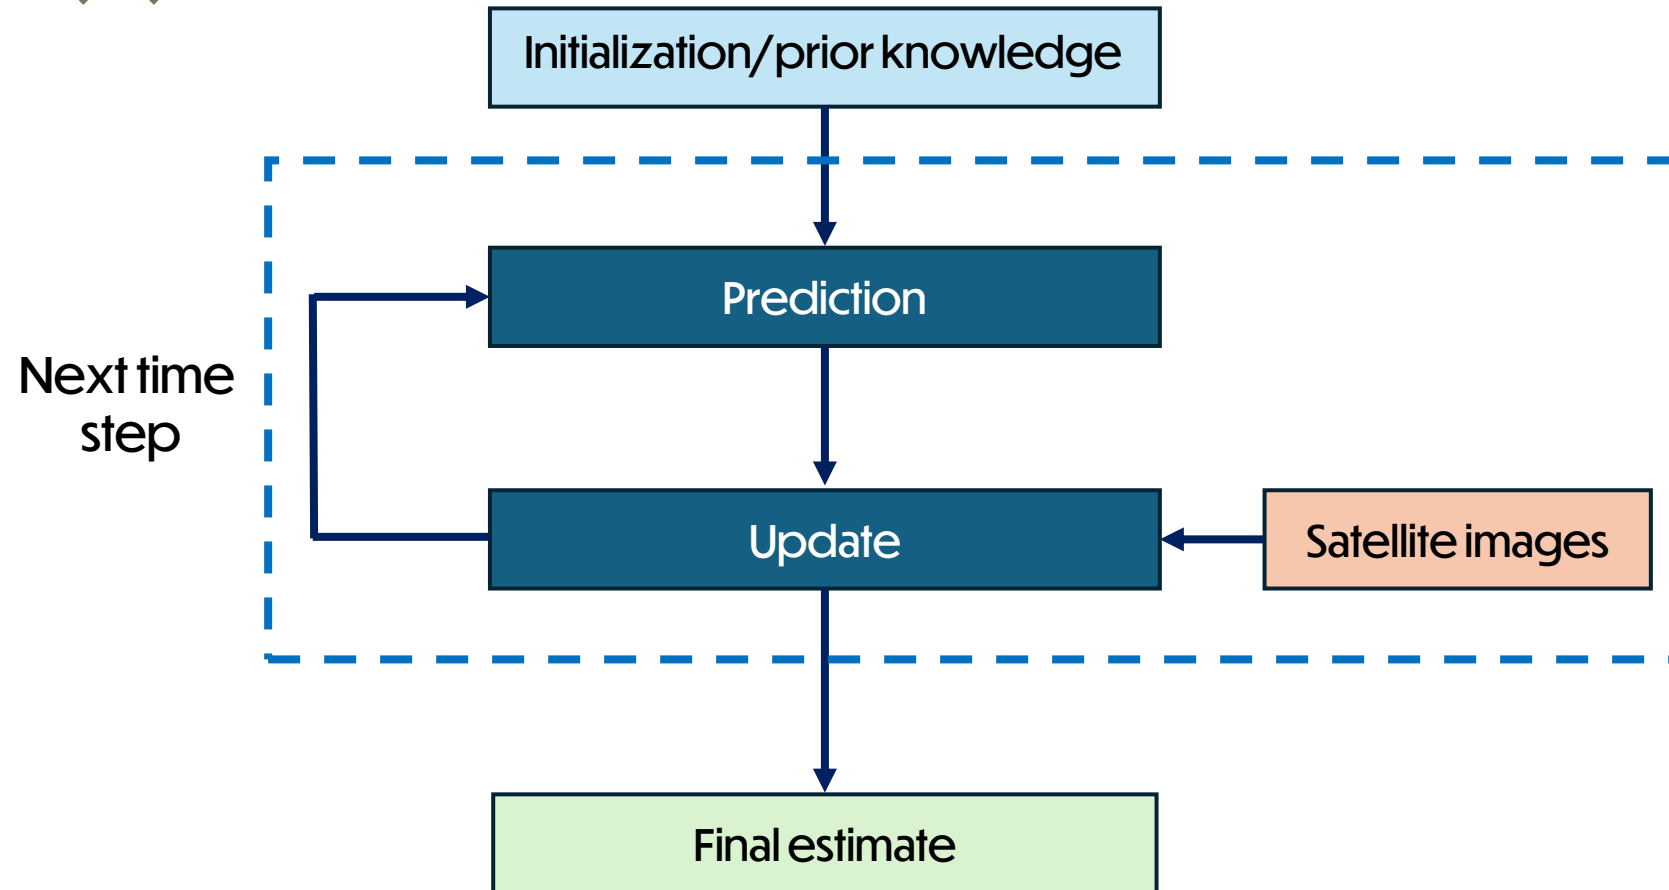 Initialization/prior knowledge
Prediction
Next time
step
Update
Satellite images
Final estimate